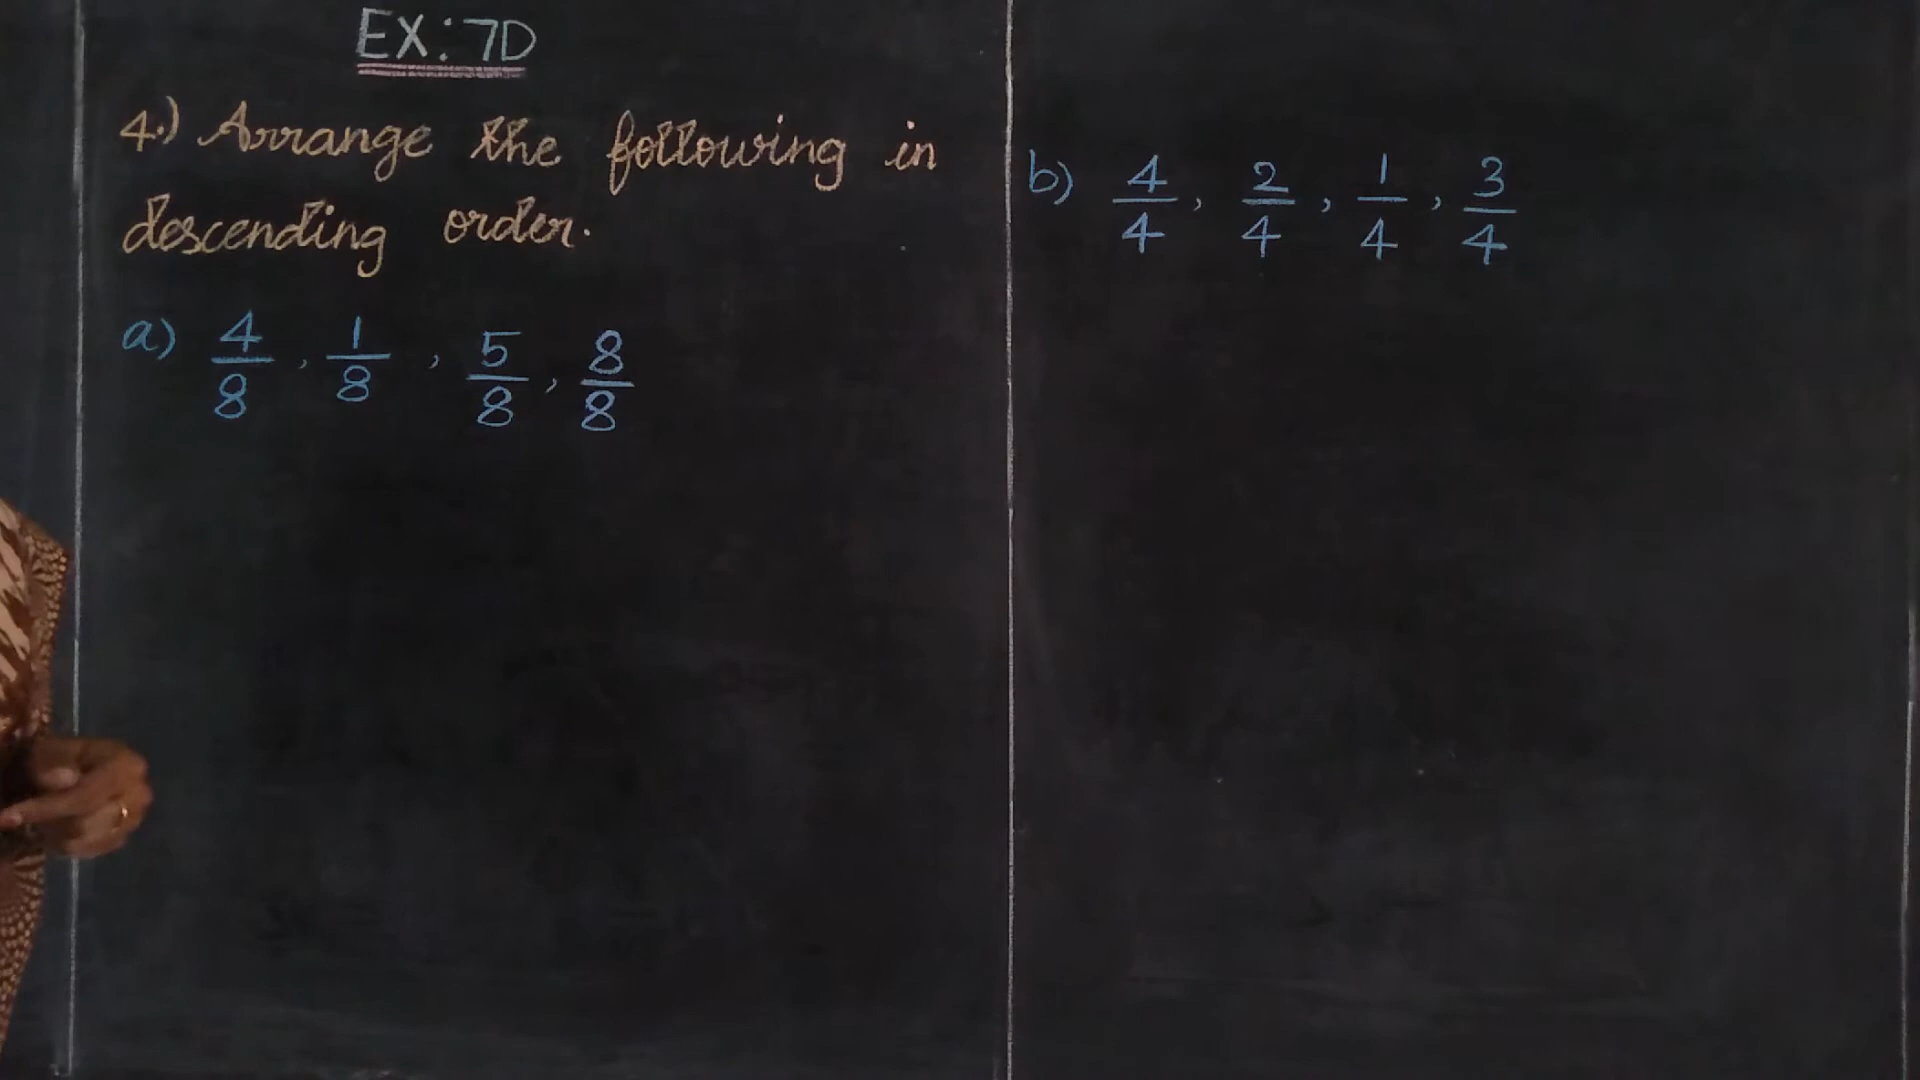 EX: 7D
4.) Arrange the following in
descending order.
a) 4/8, 1/8, 5/8, 8/8
b) 4/4, 2/4, 1/4, 3/4